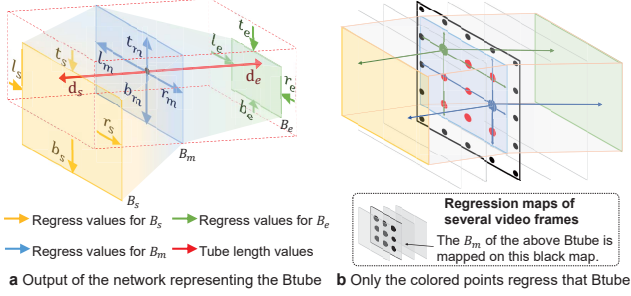 t_s
l_s
d_s
b_s
r_s
B_s
t_m
l_m
b_m
r_m
B_m
t_e
l_e
d_e
r_e
b_e
B_e
Regress values for B_s
Regress values for B_e
Regress values for B_m
Tube length values
a Output of the network representing the Btube
Regression maps of
several video frames
The B_m of the above Btube is
mapped on this black map.
b Only the colored points regress that Btube